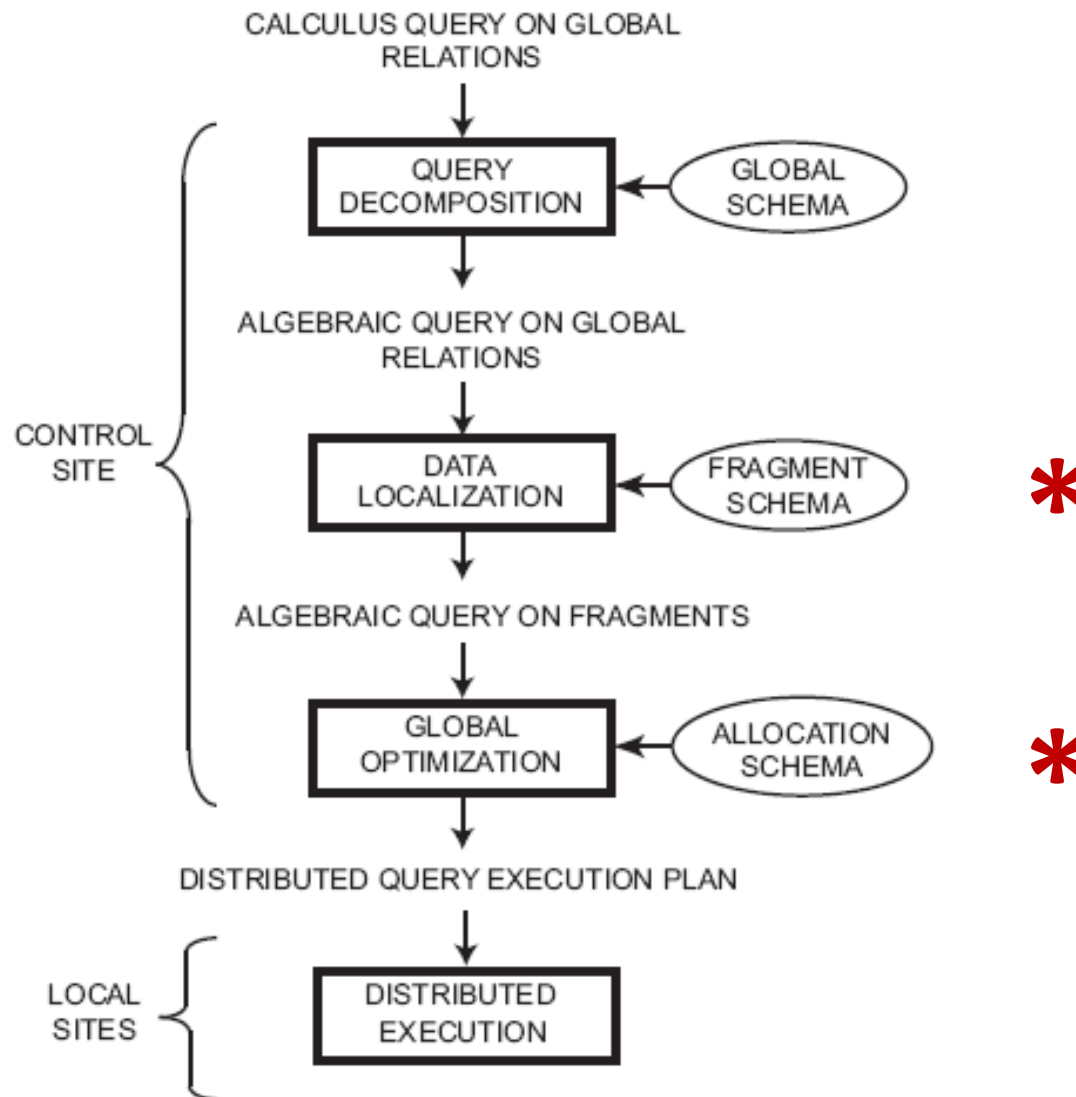 CALCULUS QUERY ON GLOBAL
RELATIONS
QUERY
DECOMPOSITION
GLOBAL
SCHEMA
ALGEBRAIC QUERY ON GLOBAL
RELATIONS
CONTROL
SITE
DATA
LOCALIZATION
FRAGMENT
SCHEMA
*
ALGEBRAIC QUERY ON FRAGMENTS
GLOBAL
OPTIMIZATION
ALLOCATION
SCHEMA
*
DISTRIBUTED QUERY EXECUTION PLAN
LOCAL
SITES
DISTRIBUTED
EXECUTION